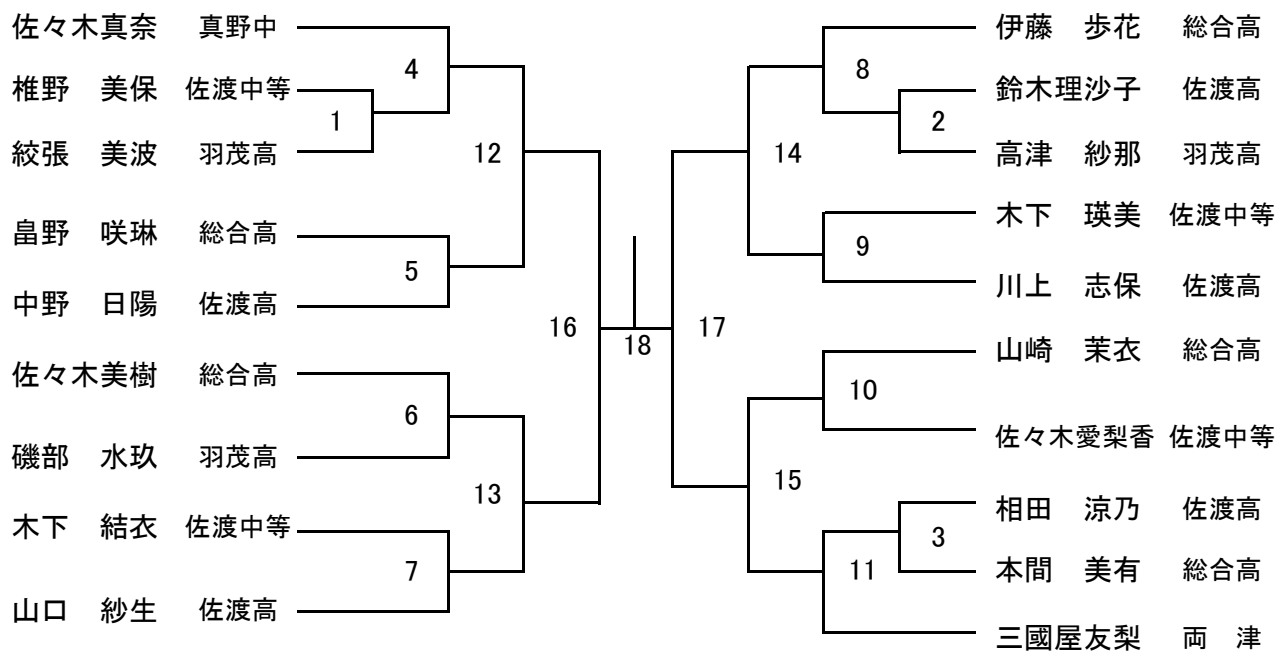 佐々木真奈 真野中
4
椎野 美保 佐渡中等
1
絞張 美波 羽茂高
12
畠野 咲琳 総合高
5
中野 日陽 佐渡高
16
佐々木美樹 総合高
6
磯部 水玖 羽茂高
13
木下 結衣 佐渡中等
7
山口 紗生 佐渡高
18
伊藤 歩花 総合高
8
鈴木理沙子 佐渡高
2
高津 紗那 羽茂高
14
木下 瑛美 佐渡中等
9
川上 志保 佐渡高
17
山崎 茉衣 総合高
10
佐々木愛梨香 佐渡中等
15
相田 涼乃 佐渡高
3
本間 美有 総合高
11
三國屋友梨 両 津